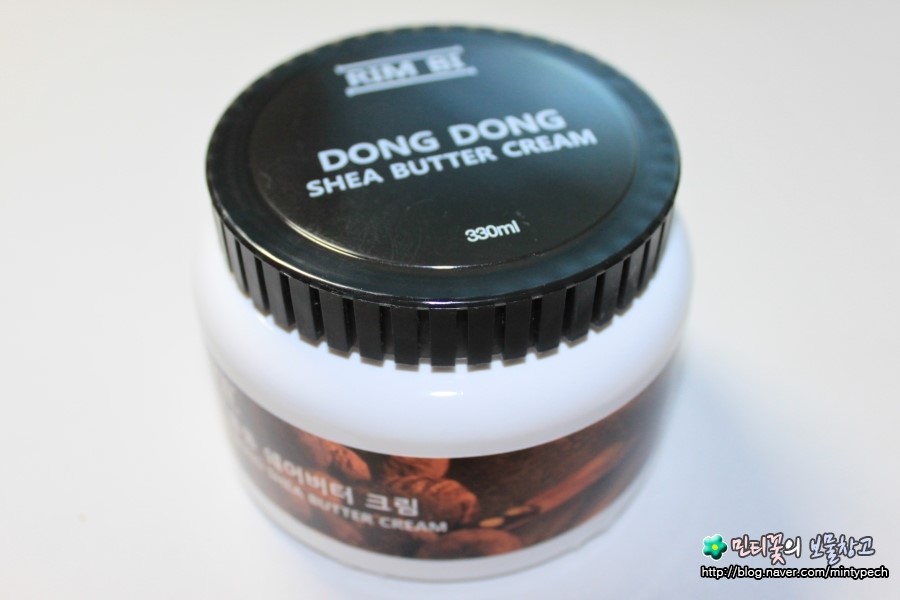 RIM BI
DONG DONG
SHEA BUTTER CREAM
330ml
쉐어버터 크림
SHEA BUTTER CREAM
민티꽃의 보물창고
http://blog.naver.com/mintypech